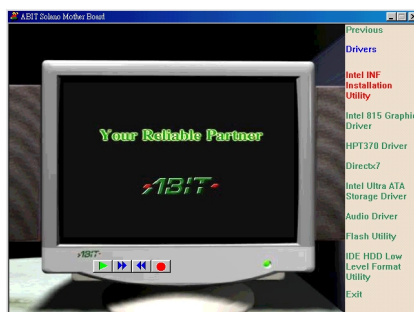 ABIT Soleno Mother Board
Previous
Drivers
Intel INF
Installation
Utility
Intel 815 Graphic
Driver
HPT370 Driver
Directx7
Intel Ultra ATA
Storage Driver
Audio Driver
Flash Utility
IDE HDD Low
Level Format
Utility
Exit
Your Reliable Partner
ABIT
ABIT